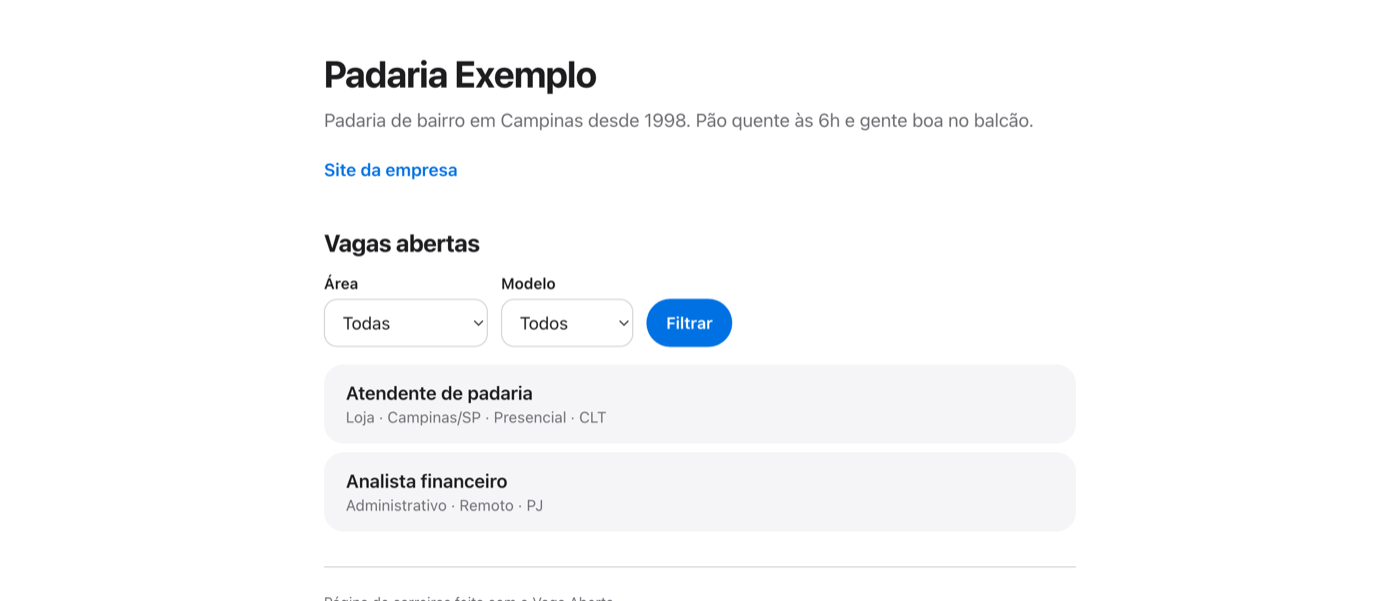 Padaria Exemplo
Padaria de bairro em Campinas desde 1998. Pão quente às 6h e gente boa no balcão.
Site da empresa
Vagas abertas
Área Modelo
Todas Todos Filtrar
Atendente de padaria
Loja · Campinas/SP · Presencial · CLT
Analista financeiro
Administrativo · Remoto · PJ